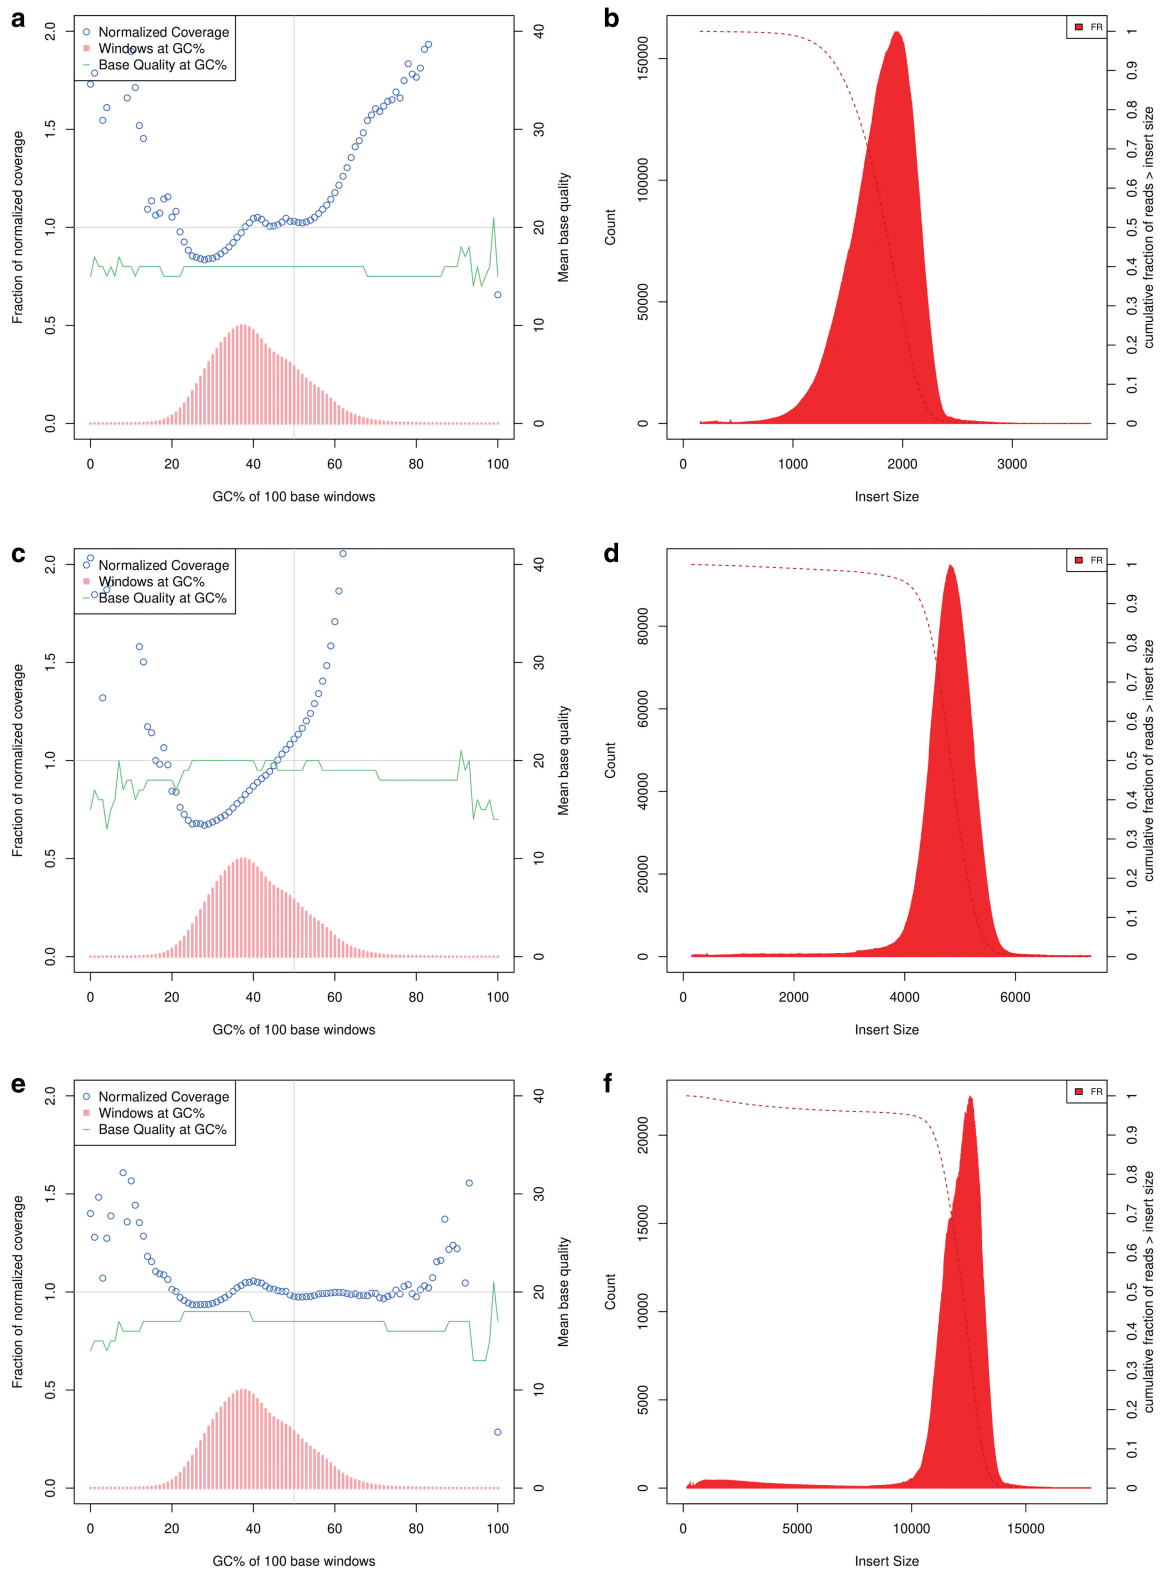 a
Normalized Coverage
Windows at GC%
Base Quality at GC%
0.0 0.5 1.0 1.5 2.0
Fraction of normalized coverage
0 10 20 30 40
Mean base quality
0 20 40 60 80 100
GC% of 100 base windows
b
FR
0 50000 100000 150000
Count
0 0.1 0.2 0.3 0.4 0.5 0.6 0.7 0.8 0.9 1
cumulative fraction of reads > insert size
0 1000 2000 3000
Insert Size
c
Normalized Coverage
Windows at GC%
Base Quality at GC%
0.0 0.5 1.0 1.5 2.0
Fraction of normalized coverage
0 10 20 30 40
Mean base quality
0 20 40 60 80 100
GC% of 100 base windows
d
FR
0 20000 40000 60000 80000
Count
0 0.1 0.2 0.3 0.4 0.5 0.6 0.7 0.8 0.9 1
cumulative fraction of reads > insert size
0 2000 4000 6000
Insert Size
e
Normalized Coverage
Windows at GC%
Base Quality at GC%
0.0 0.5 1.0 1.5 2.0
Fraction of normalized coverage
0 10 20 30 40
Mean base quality
0 20 40 60 80 100
GC% of 100 base windows
f
FR
0 5000 10000 15000 20000
Count
0 0.1 0.2 0.3 0.4 0.5 0.6 0.7 0.8 0.9 1
cumulative fraction of reads > insert size
0 5000 10000 15000
Insert Size